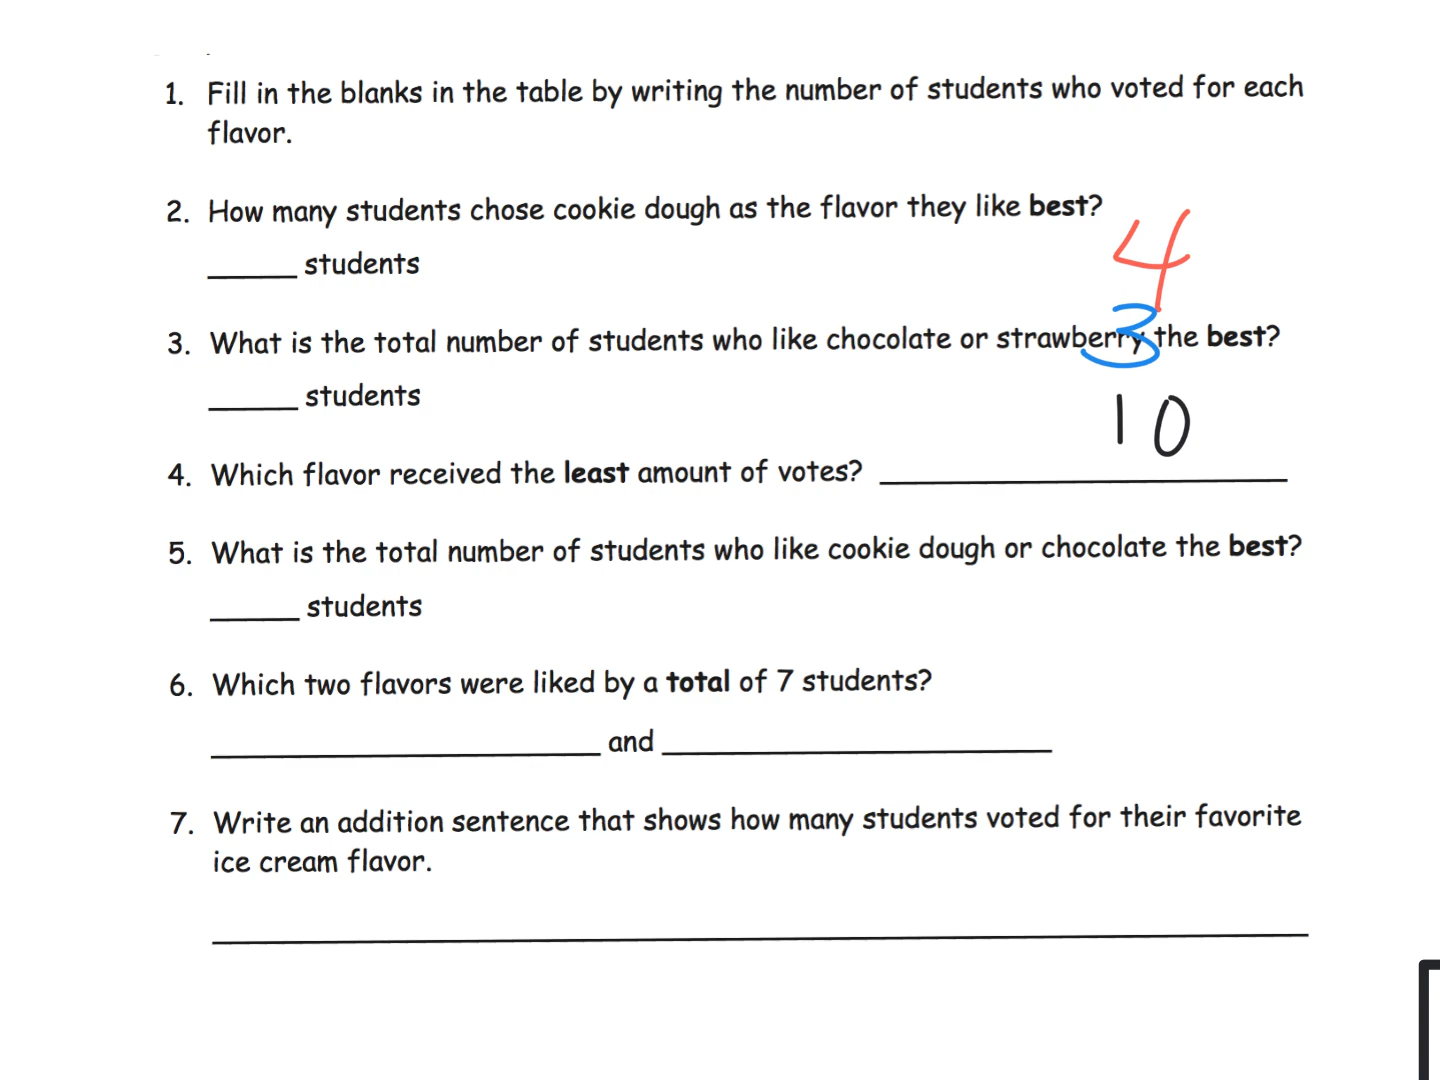 1. Fill in the blanks in the table by writing the number of students who voted for each
flavor.
2. How many students chose cookie dough as the flavor they like best?
4
______ students
3. What is the total number of students who like chocolate or strawberry the best?
3
______ students
10
4. Which flavor received the least amount of votes? ______
5. What is the total number of students who like cookie dough or chocolate the best?
______ students
6. Which two flavors were liked by a total of 7 students?
______ and ______
7. Write an addition sentence that shows how many students voted for their favorite
ice cream flavor.